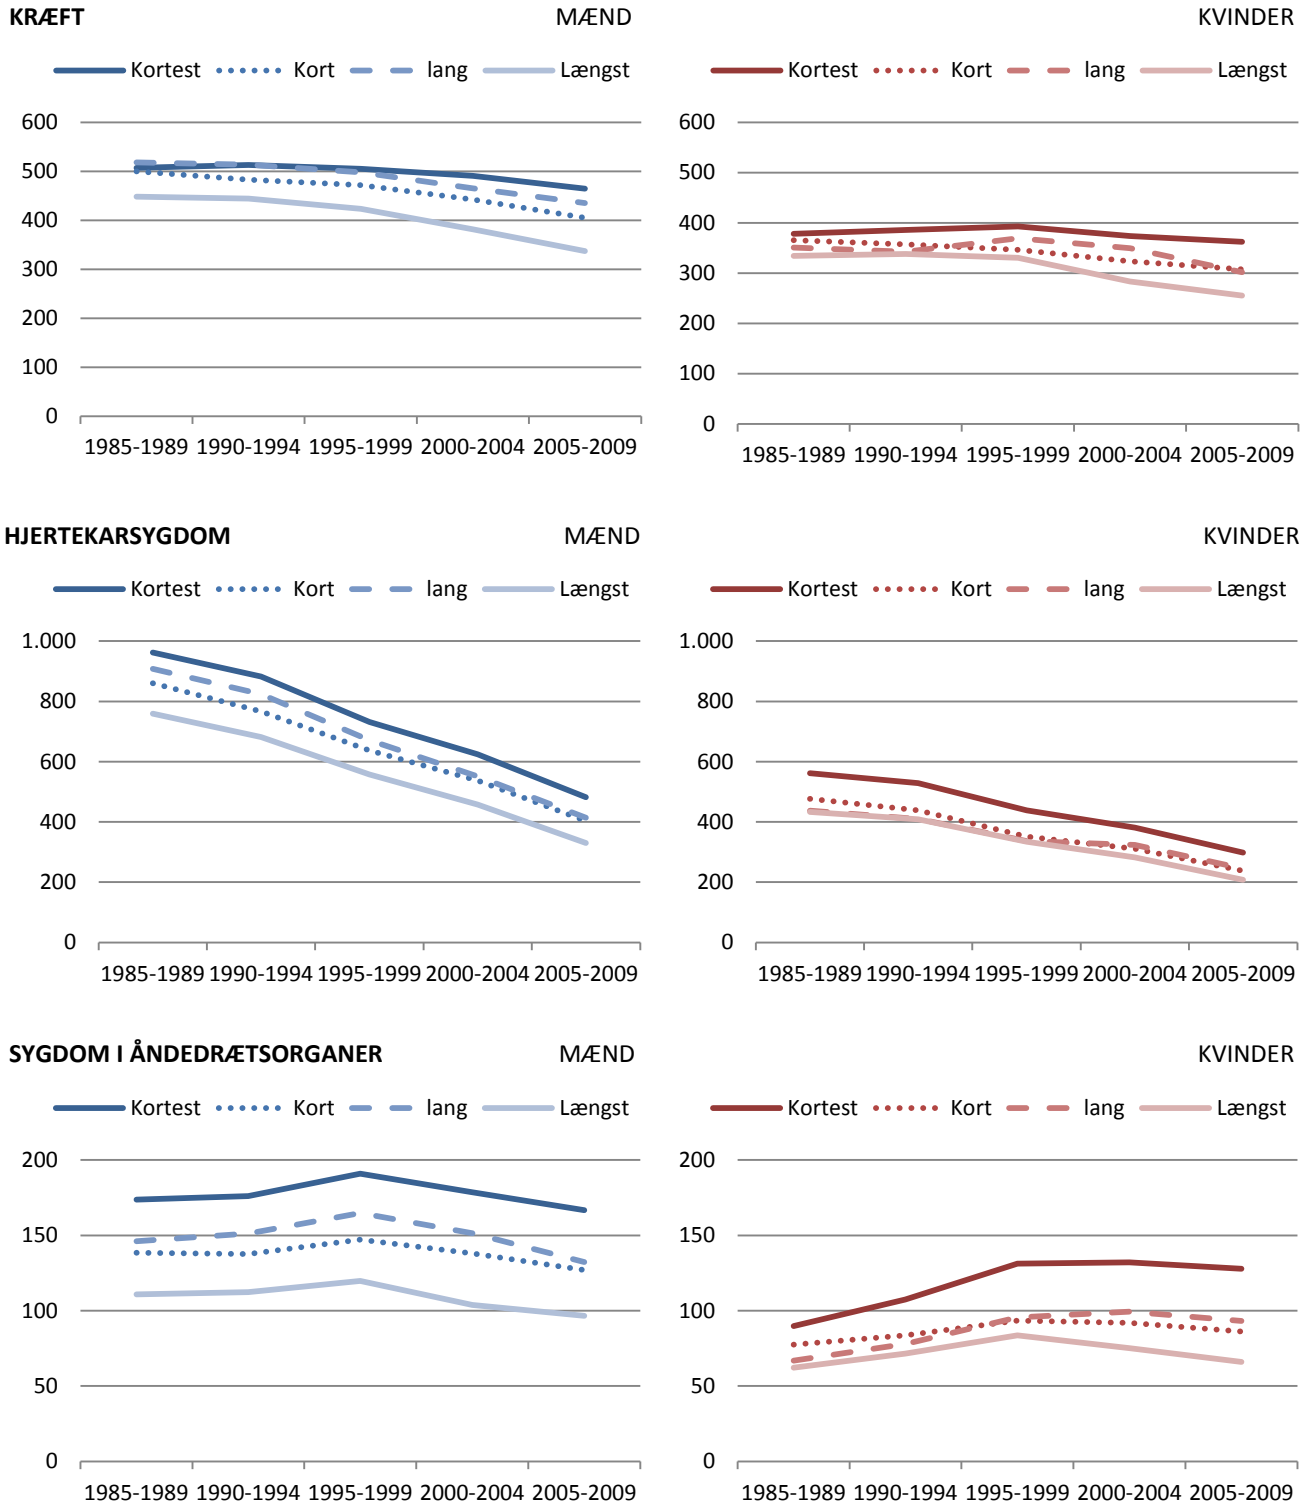 KRÆFT MÆND KVINDER
Kortest Kort lang Længst Kortest Kort lang Længst
600 600
500 500
400 400
300 300
200 200
100 100
0 0
1985-1989 1990-1994 1995-1999 2000-2004 2005-2009 1985-1989 1990-1994 1995-1999 2000-2004 2005-2009
HJERTEKARSYGDOM MÆND KVINDER
Kortest Kort lang Længst Kortest Kort lang Længst
1.000 1.000
800 800
600 600
400 400
200 200
0 0
1985-1989 1990-1994 1995-1999 2000-2004 2005-2009 1985-1989 1990-1994 1995-1999 2000-2004 2005-2009
SYGDOM I ÅNDEDRÆTSORGANER MÆND KVINDER
Kortest Kort lang Længst Kortest Kort lang Længst
200 200
150 150
100 100
50 50
0 0
1985-1989 1990-1994 1995-1999 2000-2004 2005-2009 1985-1989 1990-1994 1995-1999 2000-2004 2005-2009